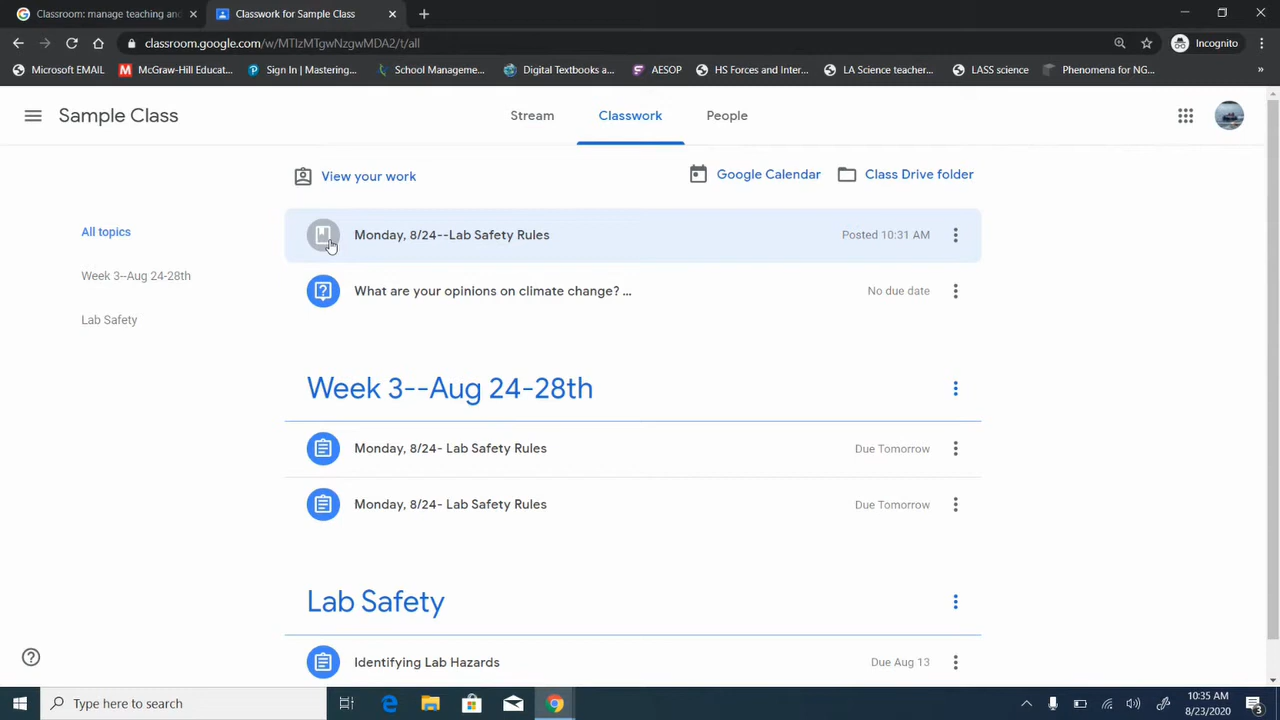 Classroom: manage teaching and
Classwork for Sample Class
classroom.google.com/w/MTIzMTgwNzgwMDA2/t/all
Incognito
Microsoft EMAIL
McGraw-Hill Educat...
Sign In | Mastering...
School Manageme...
Digital Textbooks a...
AESOP
HS Forces and Inter...
LA Science teacher...
LASS science
Phenomena for NG...
»
Sample Class
Stream
Classwork
People
View your work
Google Calendar
Class Drive folder
All topics
Week 3--Aug 24-28th
Lab Safety
Monday, 8/24--Lab Safety Rules
Posted 10:31 AM
What are your opinions on climate change? ...
No due date
Week 3--Aug 24-28th
Monday, 8/24- Lab Safety Rules
Due Tomorrow
Monday, 8/24- Lab Safety Rules
Due Tomorrow
Lab Safety
Identifying Lab Hazards
Due Aug 13
Type here to search
10:35 AM
8/23/2020
3